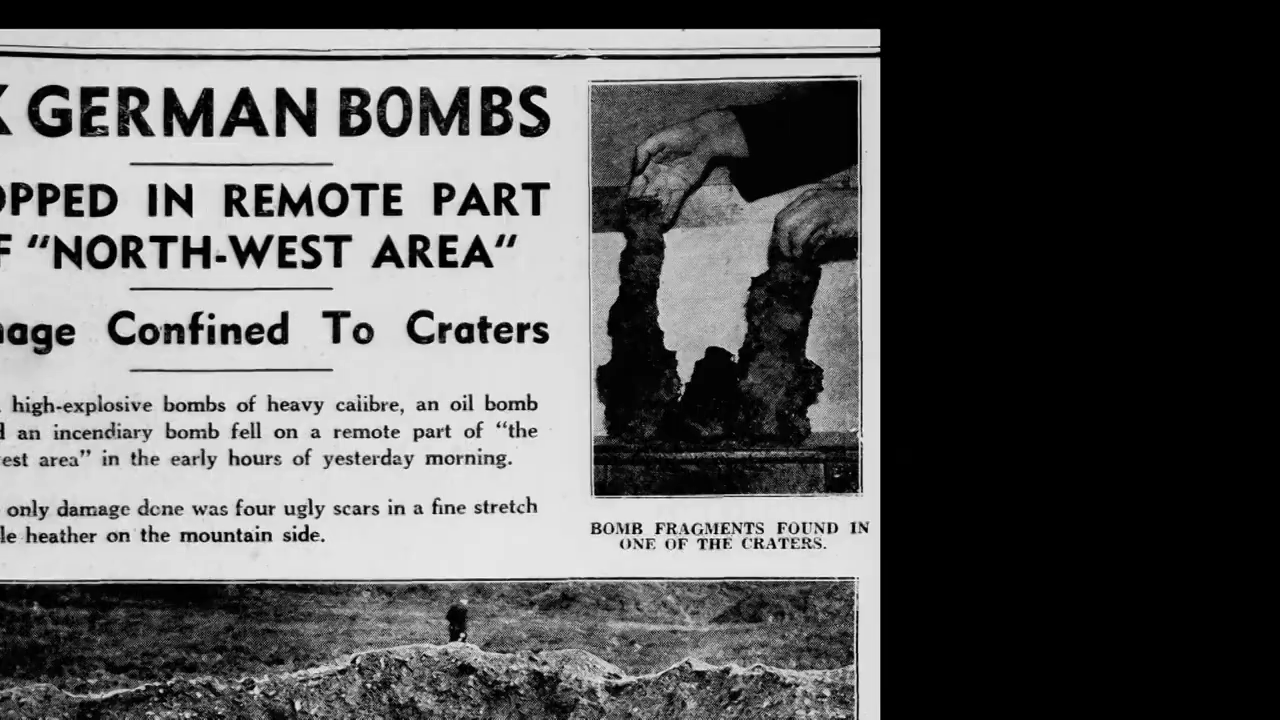 GERMAN BOMBS
OPPED IN REMOTE PART
F "NORTH-WEST AREA"
age Confined To Craters
high-explosive bombs of heavy calibre, an oil bomb
d an incendiary bomb fell on a remote part of "the
est area" in the early hours of yesterday morning.
only damage done was four ugly scars in a fine stretch
le heather on the mountain side.
BOMB FRAGMENTS FOUND IN
ONE OF THE CRATERS.